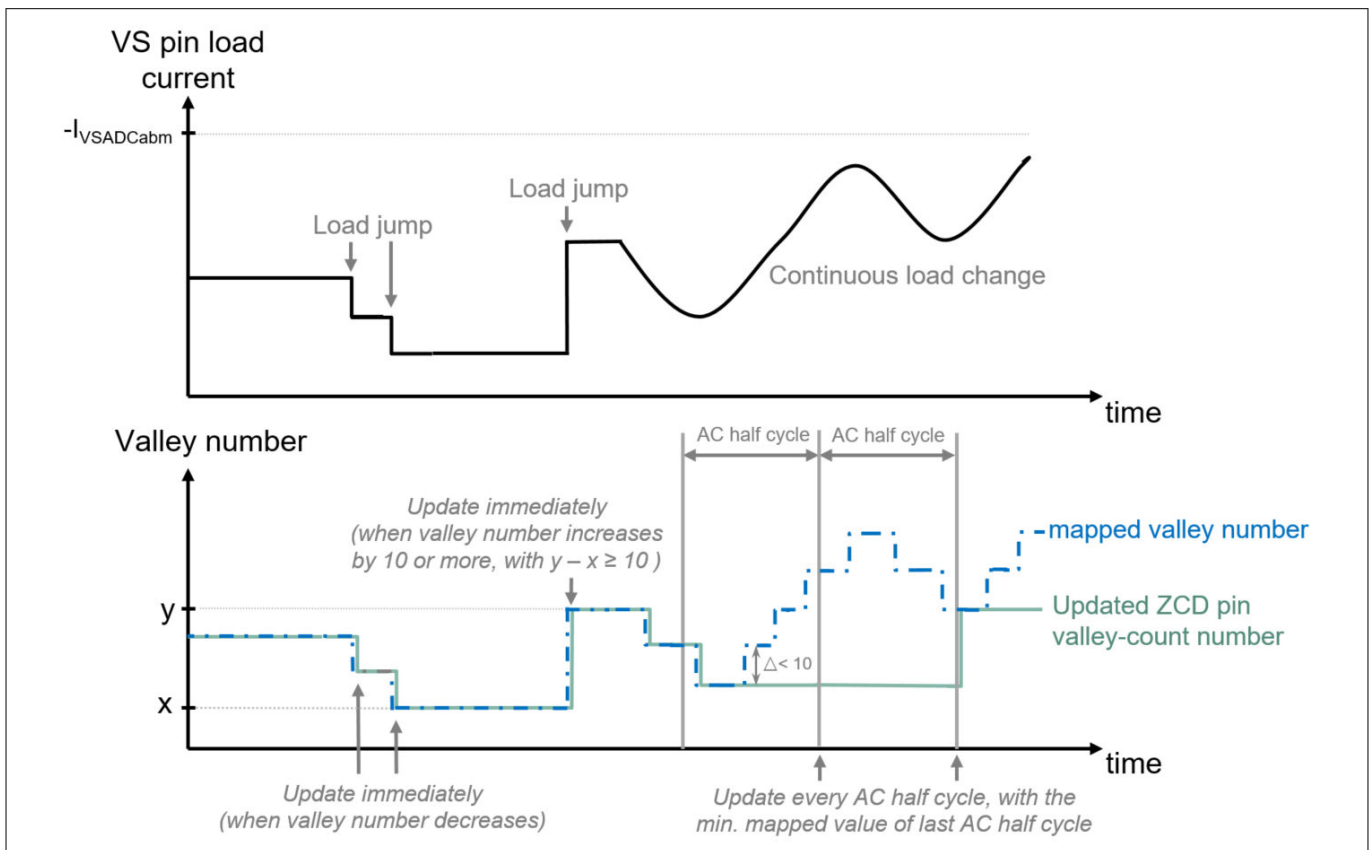 VS pin load
current
-I_VSADCabm
Load jump
Load jump
Continuous load change
time
Valley number
AC half cycle
AC half cycle
Update immediately
(when valley number increases
by 10 or more, with y – x ≥ 10 )
mapped valley number
y
Updated ZCD pin
valley-count number
△< 10
x
time
Update immediately
(when valley number decreases)
Update every AC half cycle, with the
min. mapped value of last AC half cycle